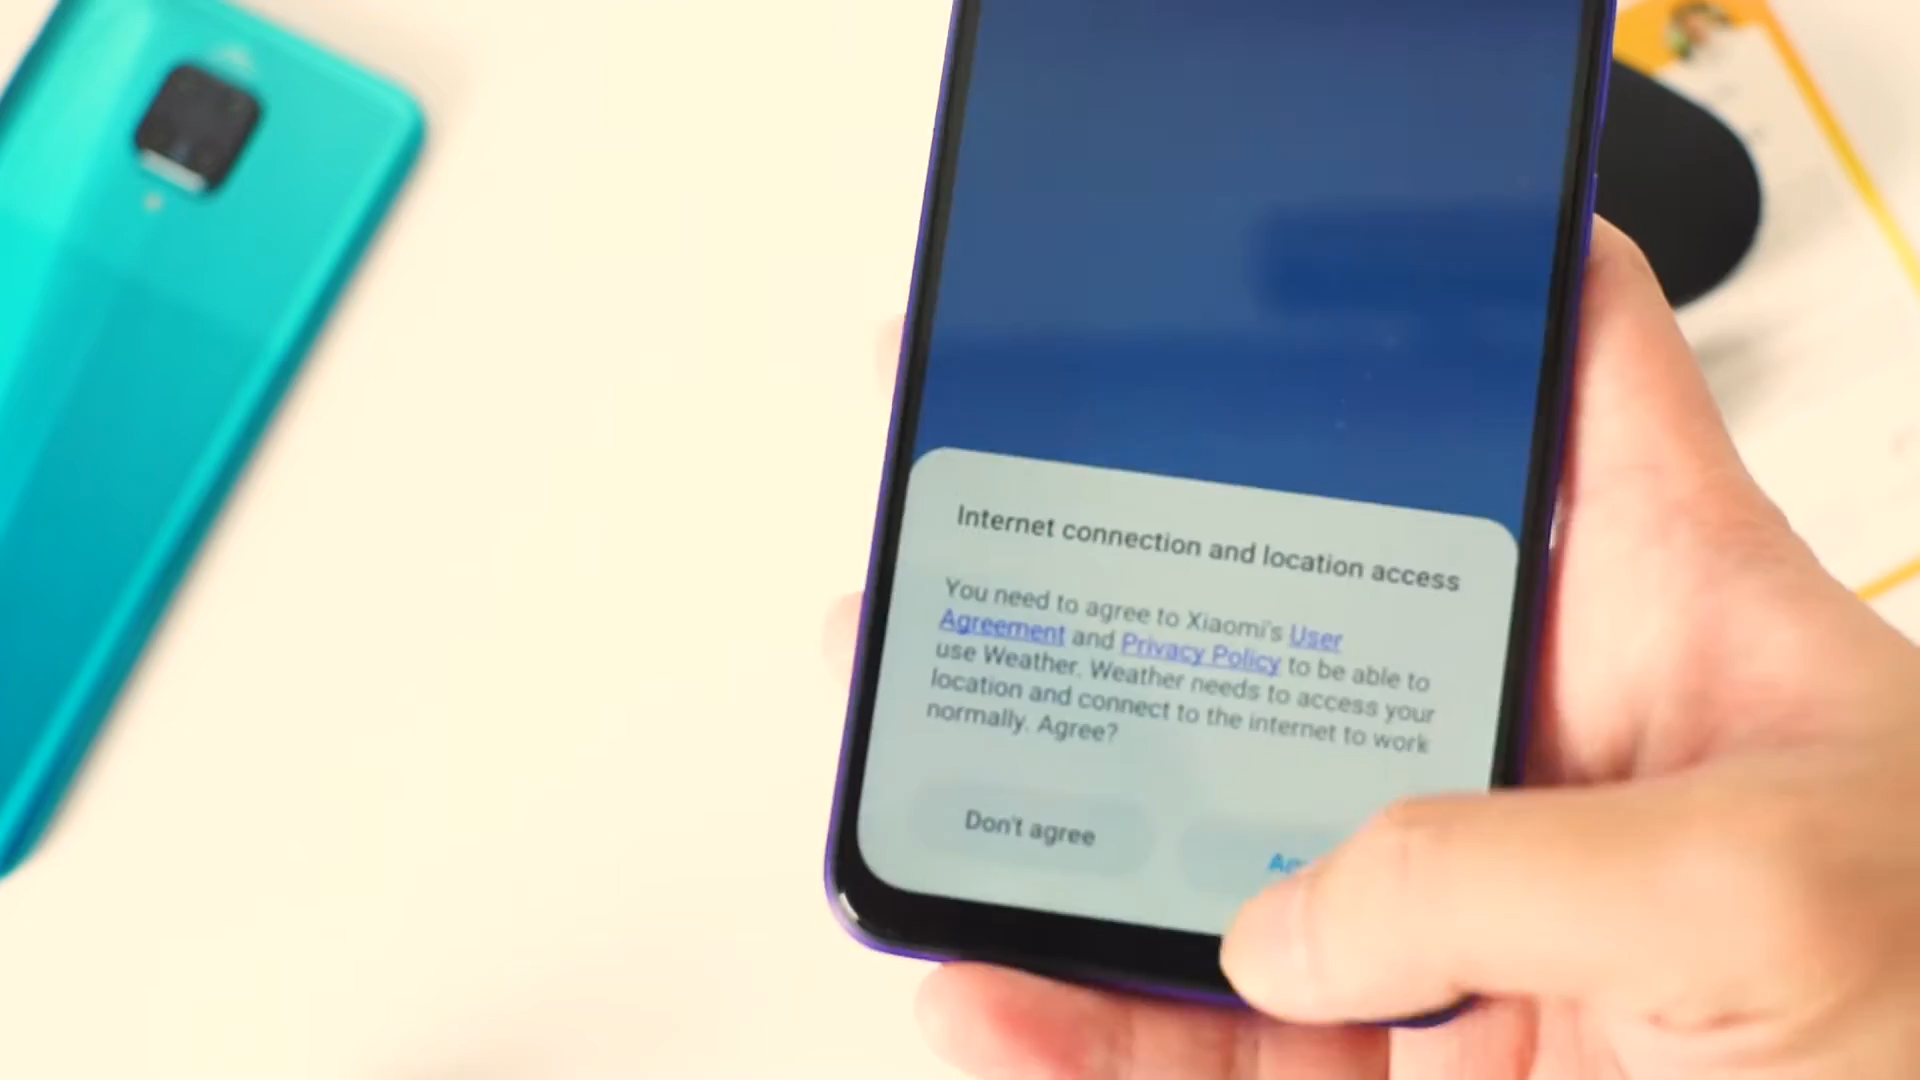 Internet connection and location access
You need to agree to Xiaomi's User
Agreement and Privacy Policy to be able to
use Weather. Weather needs to access your
location and connect to the internet to work
normally. Agree?
Don't agree